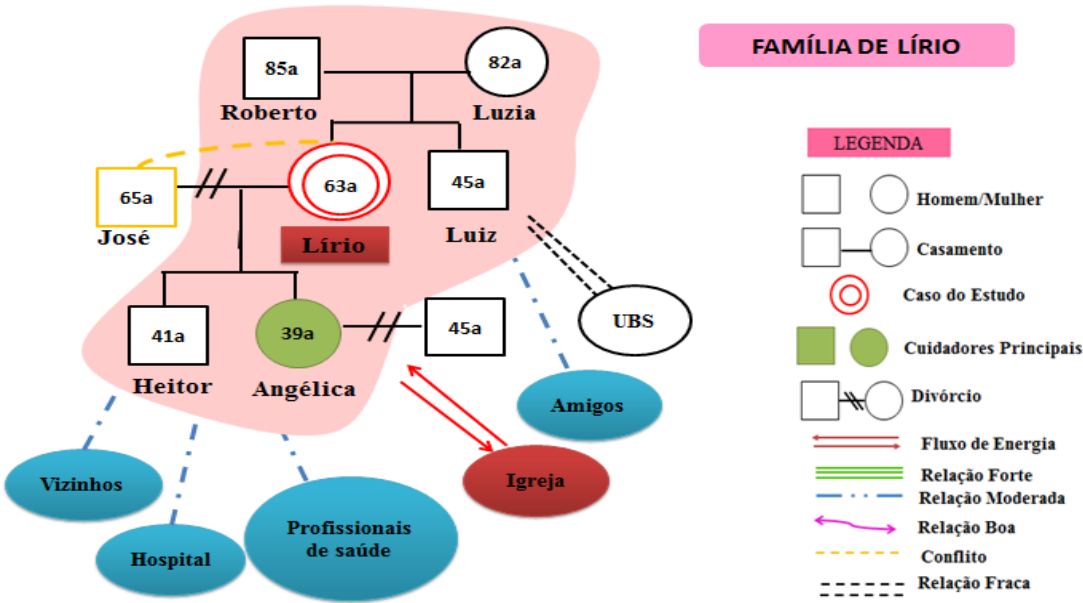 FAMÍLIA DE LÍRIO
85a
82a
Roberto
Luzia
65a
63a
45a
José
Lírio
Luiz
41a
39a
45a
UBS
Heitor
Angélica
Amigos
Vizinhos
Igreja
Hospital
Profissionais
de saúde
LEGENDA
Homem/Mulher
Casamento
Caso do Estudo
Cuidadores Principais
Divórcio
Fluxo de Energia
Relação Forte
Relação Moderada
Relação Boa
Conflito
Relação Fraca